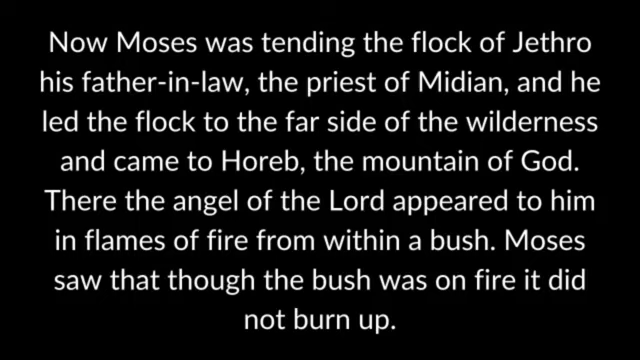 Now Moses was tending the flock of Jethro
his father-in-law, the priest of Midian, and he
led the flock to the far side of the wilderness
and came to Horeb, the mountain of God.
There the angel of the Lord appeared to him
in flames of fire from within a bush. Moses
saw that though the bush was on fire it did
not burn up.